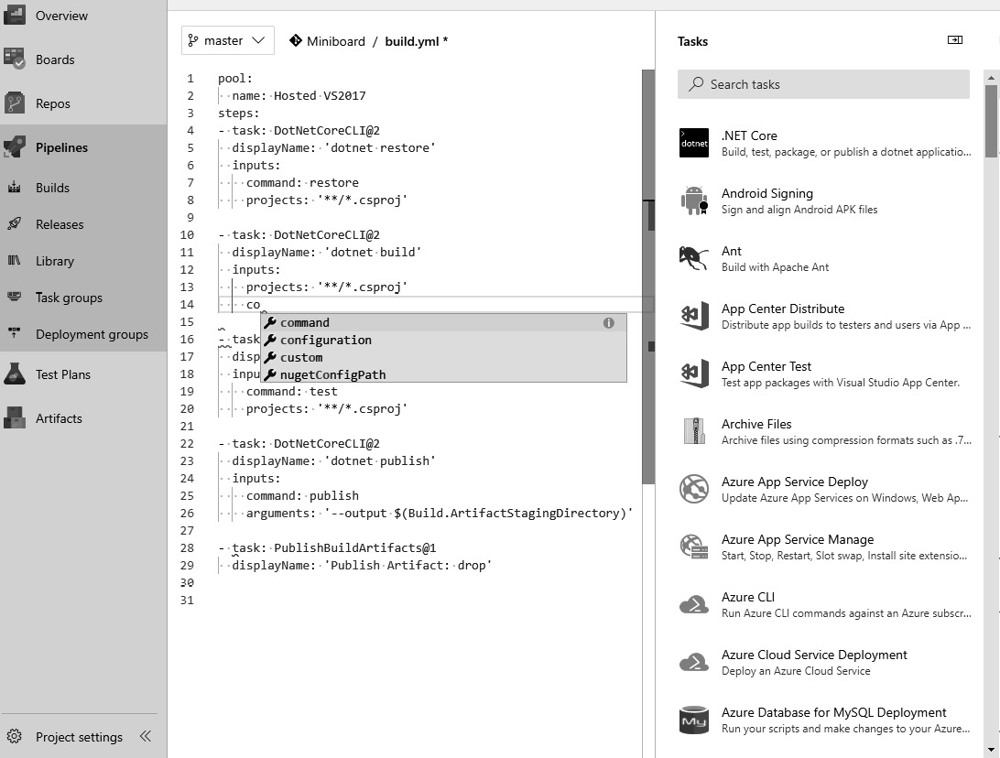 Overview
Boards
Repos
Pipelines
Builds
Releases
Library
Task groups
Deployment groups
Test Plans
Artifacts
Project settings
master
Miniboard / build.yml *
1 pool:
2 name: Hosted VS2017
3 steps:
4 - task: DotNetCoreCLI@2
5 displayName: 'dotnet restore'
6 inputs:
7 command: restore
8 projects: '**/*.csproj'
9
10 - task: DotNetCoreCLI@2
11 displayName: 'dotnet build'
12 inputs:
13 projects: '**/*.csproj'
14 co
command
configuration
custom
nugetConfigPath
15
16 - task
17 disp
18 inpu
19 command: test
20 projects: '**/*.csproj'
21
22 - task: DotNetCoreCLI@2
23 displayName: 'dotnet publish'
24 inputs:
25 command: publish
26 arguments: '--output $(Build.ArtifactStagingDirectory)'
27
28 - task: PublishBuildArtifacts@1
29 displayName: 'Publish Artifact: drop'
30
31
Tasks
Search tasks
dotnet
.NET Core
Build, test, package, or publish a dotnet applicatio...
Android Signing
Sign and align Android APK files
Ant
Build with Apache Ant
App Center Distribute
Distribute app builds to testers and users via App ...
App Center Test
Test app packages with Visual Studio App Center.
Archive Files
Archive files using compression formats such as .7...
Azure App Service Deploy
Update Azure App Services on Windows, Web Ap...
Azure App Service Manage
Start, Stop, Restart, Slot swap, Install site extensio...
Azure CLI
Run Azure CLI commands against an Azure subscr...
Azure Cloud Service Deployment
Deploy an Azure Cloud Service
My
Azure Database for MySQL Deployment
Run your scripts and make changes to your Azure...